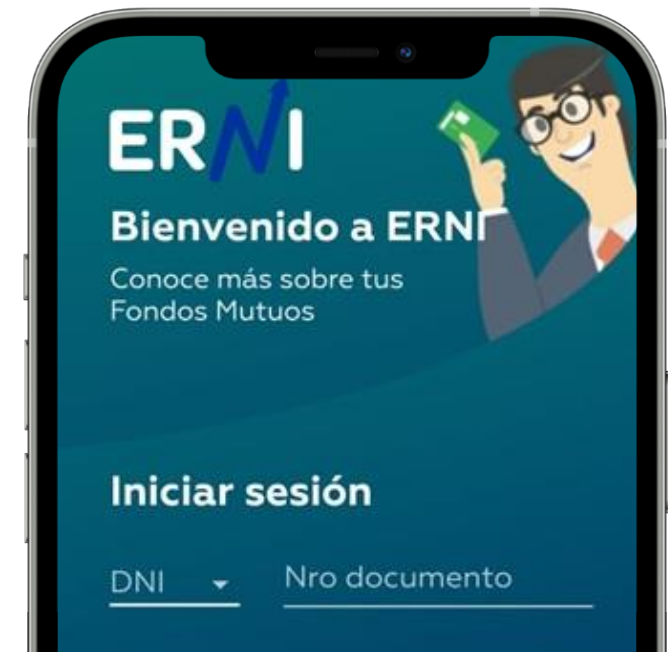 ERNI
Bienvenido a ERNI
Conoce más sobre tus
Fondos Mutuos
Iniciar sesión
DNI
Nro documento